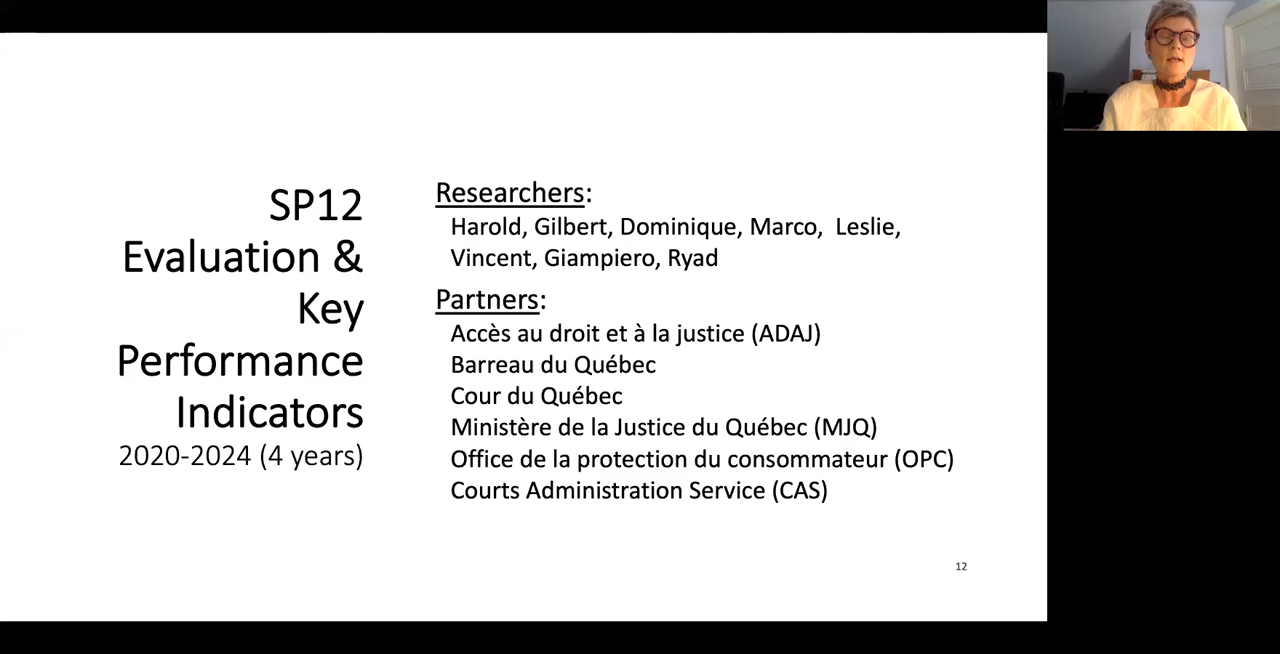 SP12
Evaluation &
Key
Performance
Indicators
2020-2024 (4 years)
Researchers:
Harold, Gilbert, Dominique, Marco, Leslie,
Vincent, Giampiero, Ryad
Partners:
Accès au droit et à la justice (ADAJ)
Barreau du Québec
Cour du Québec
Ministère de la Justice du Québec (MJQ)
Office de la protection du consommateur (OPC)
Courts Administration Service (CAS)
12